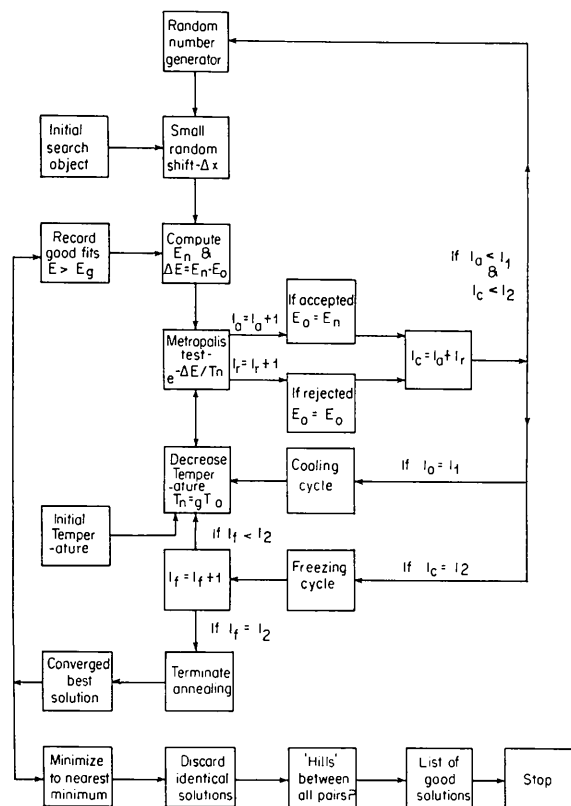 Random
number
generator
Initial
search
object
Small
random
shift-Δx
Record
good fits
E > Eg
Compute
En &
ΔE=En-Eo
If Ia < I1
&
Ic < I2
Metropolis
test-
e-ΔE/Tn
Ia=Ia+1
Ir=Ir+1
If accepted
Eo=En
If rejected
Eo=Eo
Ic=Ia+Ir
Decrease
Temper
-ature
Tn=gTo
Cooling
cycle
If Ia=I1
Initial
Temper
-ature
If If < I2
If=If+1
Freezing
cycle
If Ic=I2
If If=I2
Converged
best
solution
Terminate
annealing
Minimize
to nearest
minimum
Discard
identical
solutions
'Hills'
between
all pairs?
List of
good
solutions
Stop